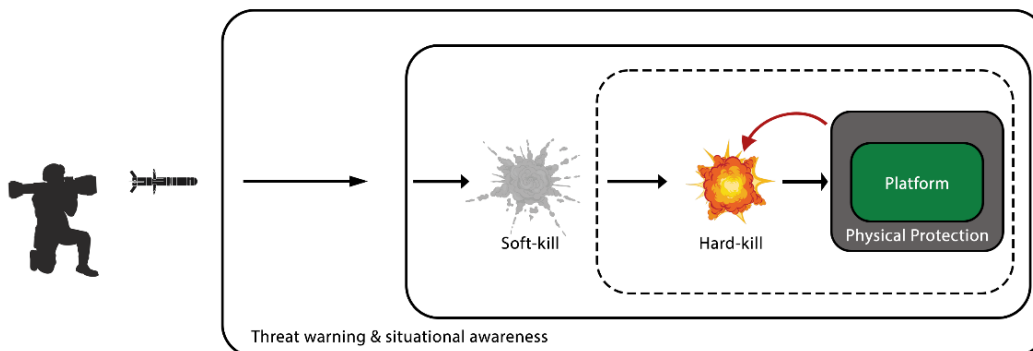 Soft-kill
Hard-kill
Platform
Physical Protection
Threat warning & situational awareness